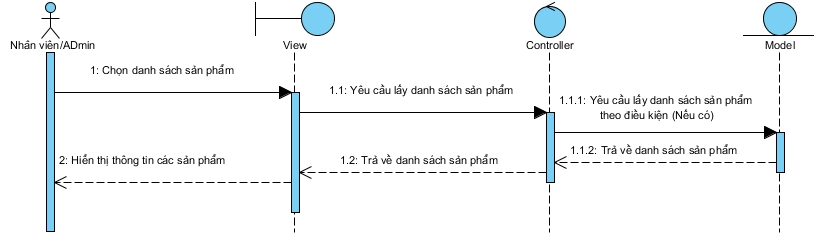 Nhân viên/ADmin
View
Controller
Model
1: Chọn danh sách sản phẩm
1.1: Yêu cầu lấy danh sách sản phẩm
1.1.1: Yêu cầu lấy danh sách sản phẩm
theo điều kiện (Nếu có)
1.1.2: Trả về danh sách sản phẩm
1.2: Trả về danh sách sản phẩm
2: Hiển thị thông tin các sản phẩm